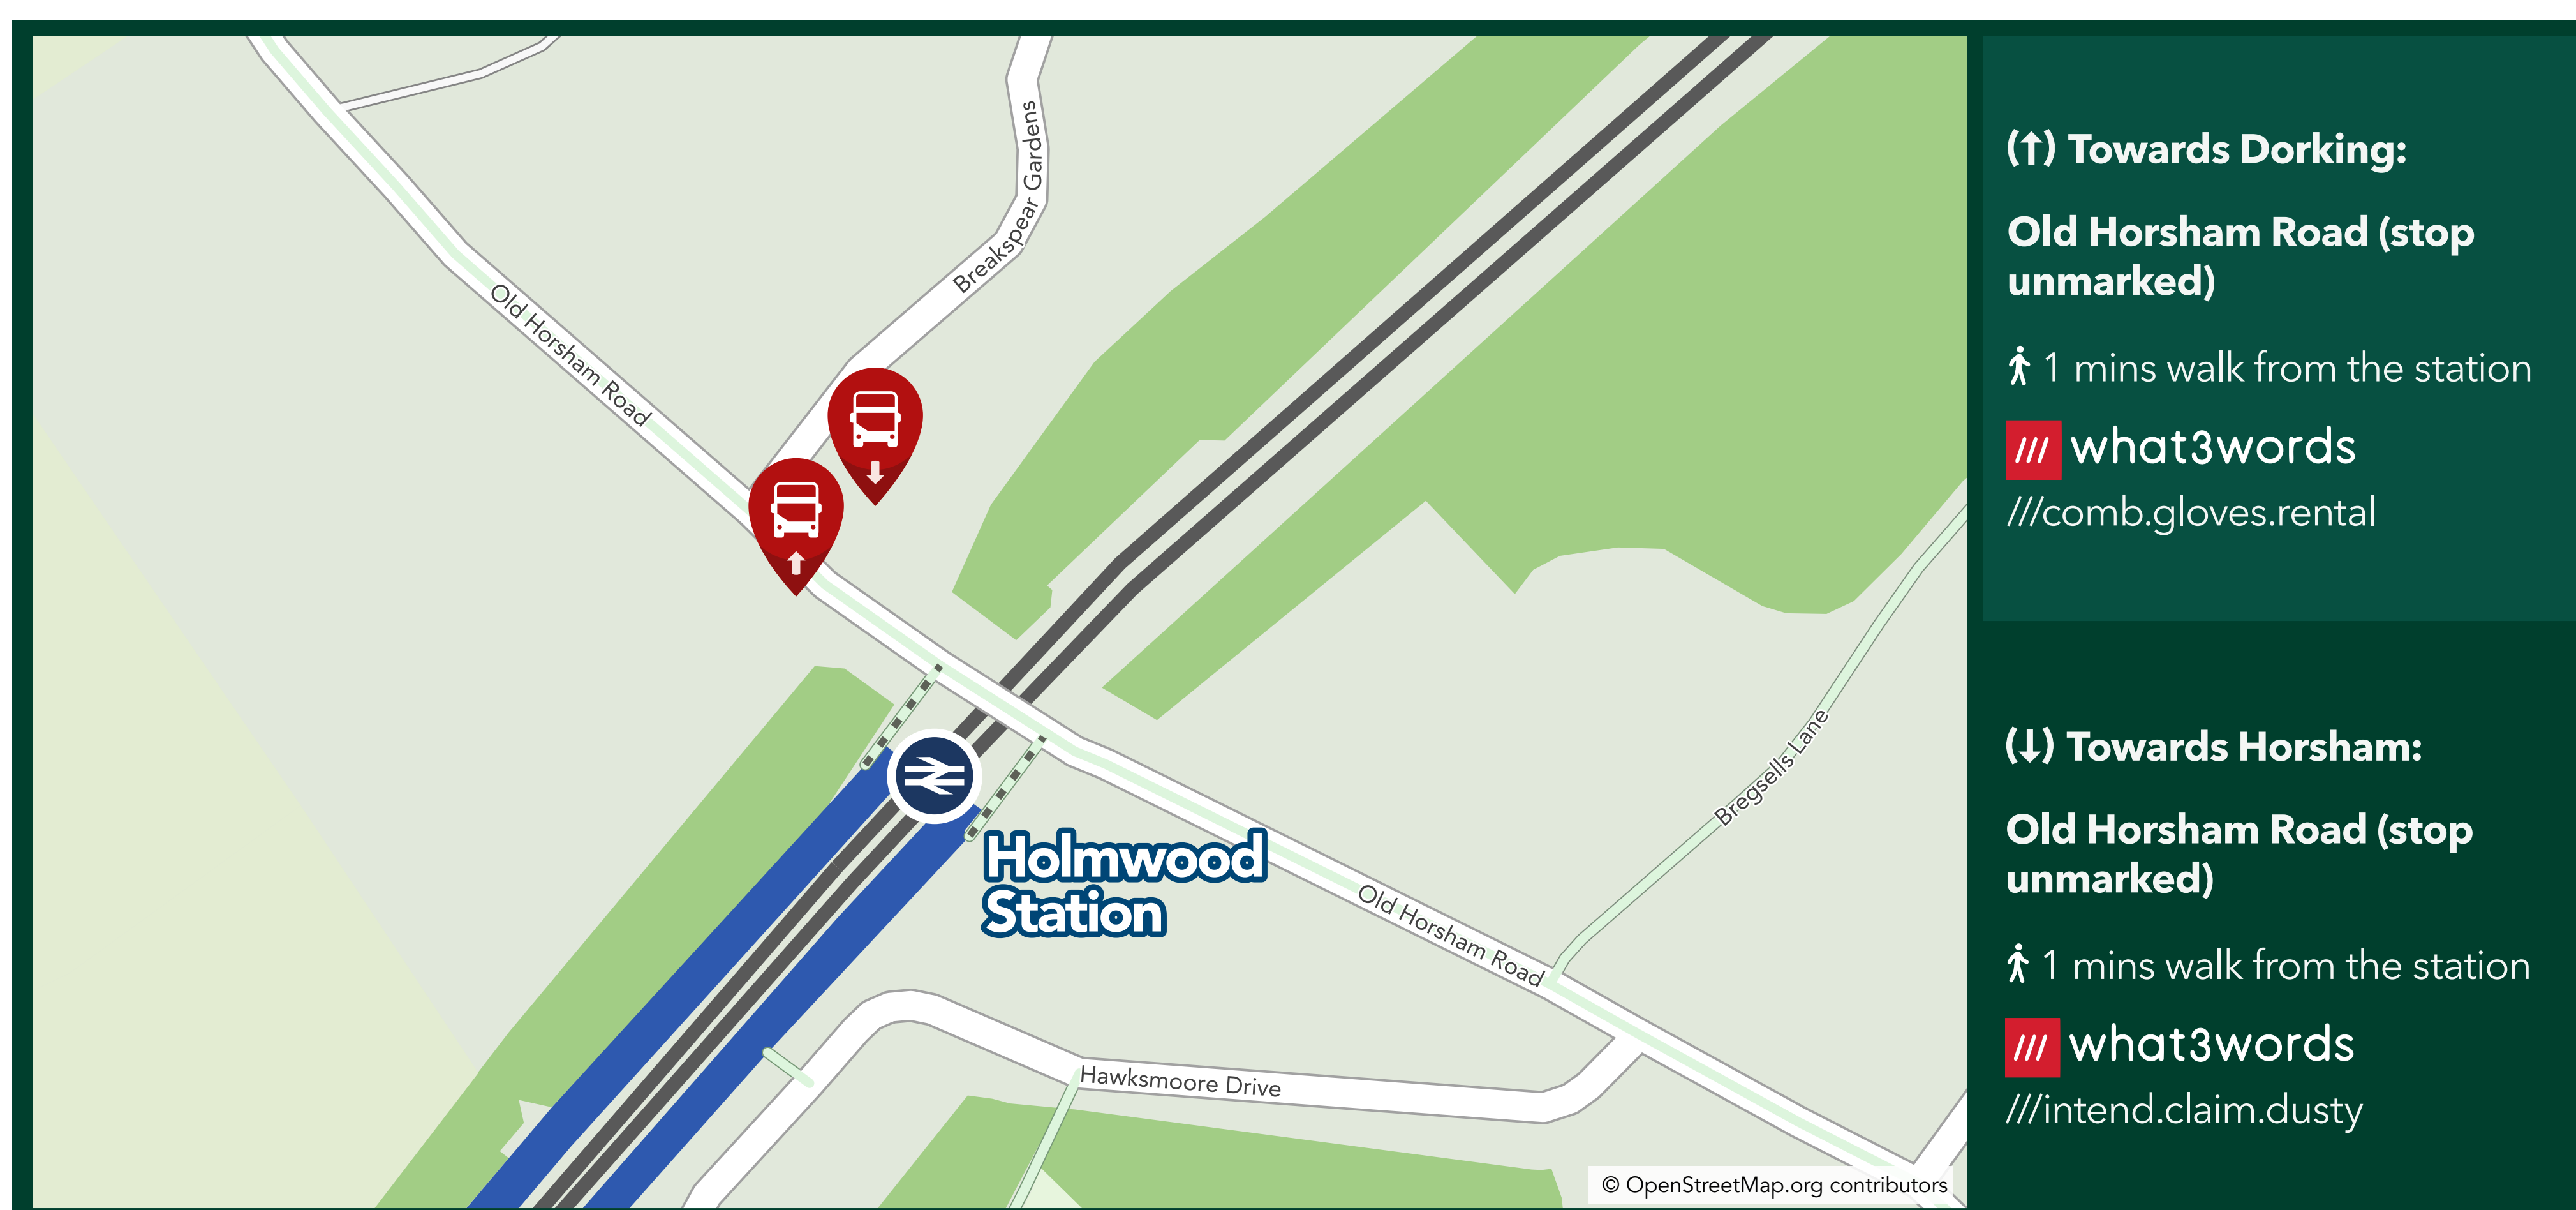 Breakspear Gardens
Old Horsham Road
Holmwood
Station
Old Horsham Road
Bregsells Lane
Hawksmoore Drive
© OpenStreetMap.org contributors
(↑) Towards Dorking:
Old Horsham Road (stop
unmarked)
1 mins walk from the station
/// what3words
///comb.gloves.rental
(↓) Towards Horsham:
Old Horsham Road (stop
unmarked)
1 mins walk from the station
/// what3words
///intend.claim.dusty